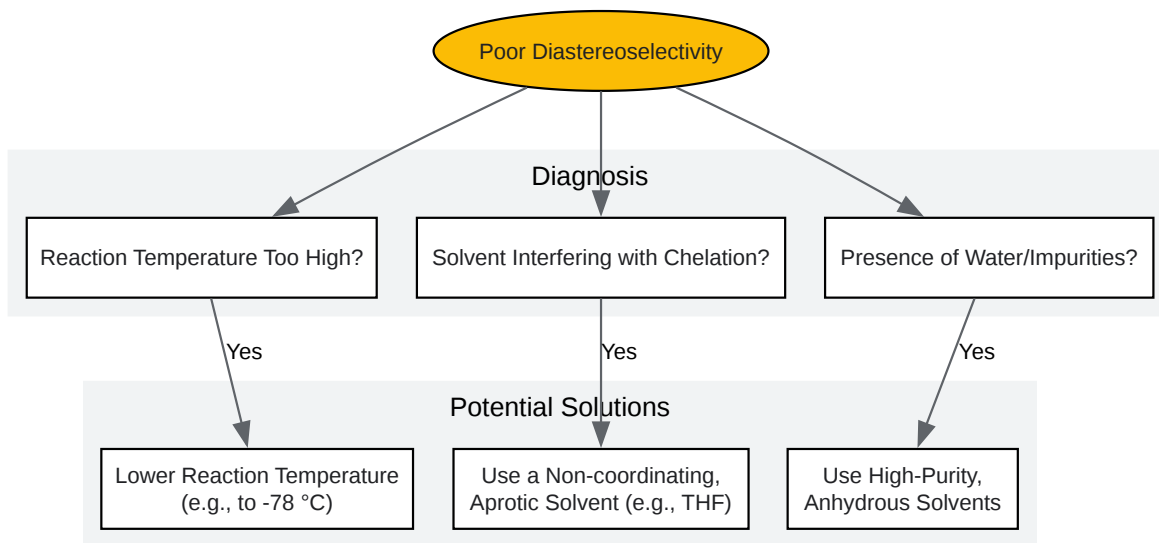 Poor Diastereoselectivity
Diagnosis
Reaction Temperature Too High?
Solvent Interfering with Chelation?
Presence of Water/Impurities?
Yes
Yes
Yes
Potential Solutions
Lower Reaction Temperature
(e.g., to -78 °C)
Use a Non-coordinating,
Aprotic Solvent (e.g., THF)
Use High-Purity,
Anhydrous Solvents